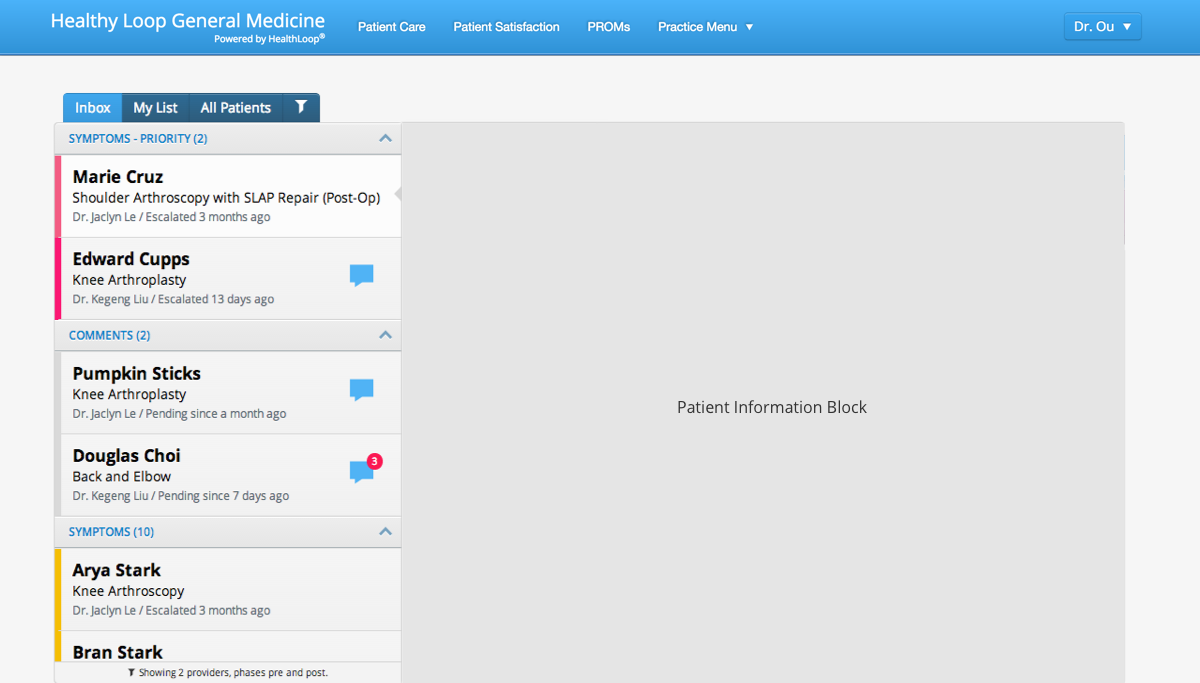 Healthy Loop General Medicine
Powered by HealthLoop®
Patient Care
Patient Satisfaction
PROMs
Practice Menu
Dr. Ou
Inbox
My List
All Patients
SYMPTOMS - PRIORITY (2)
Marie Cruz
Shoulder Arthroscopy with SLAP Repair (Post-Op)
Dr. Jaclyn Le / Escalated 3 months ago
Edward Cupps
Knee Arthroplasty
Dr. Kegeng Liu / Escalated 13 days ago
COMMENTS (2)
Pumpkin Sticks
Knee Arthroplasty
Dr. Jaclyn Le / Pending since a month ago
Douglas Choi
3
Back and Elbow
Dr. Kegeng Liu / Pending since 7 days ago
SYMPTOMS (10)
Arya Stark
Knee Arthroscopy
Dr. Jaclyn Le / Escalated 3 months ago
Bran Stark
Showing 2 providers, phases pre and post.
Patient Information Block